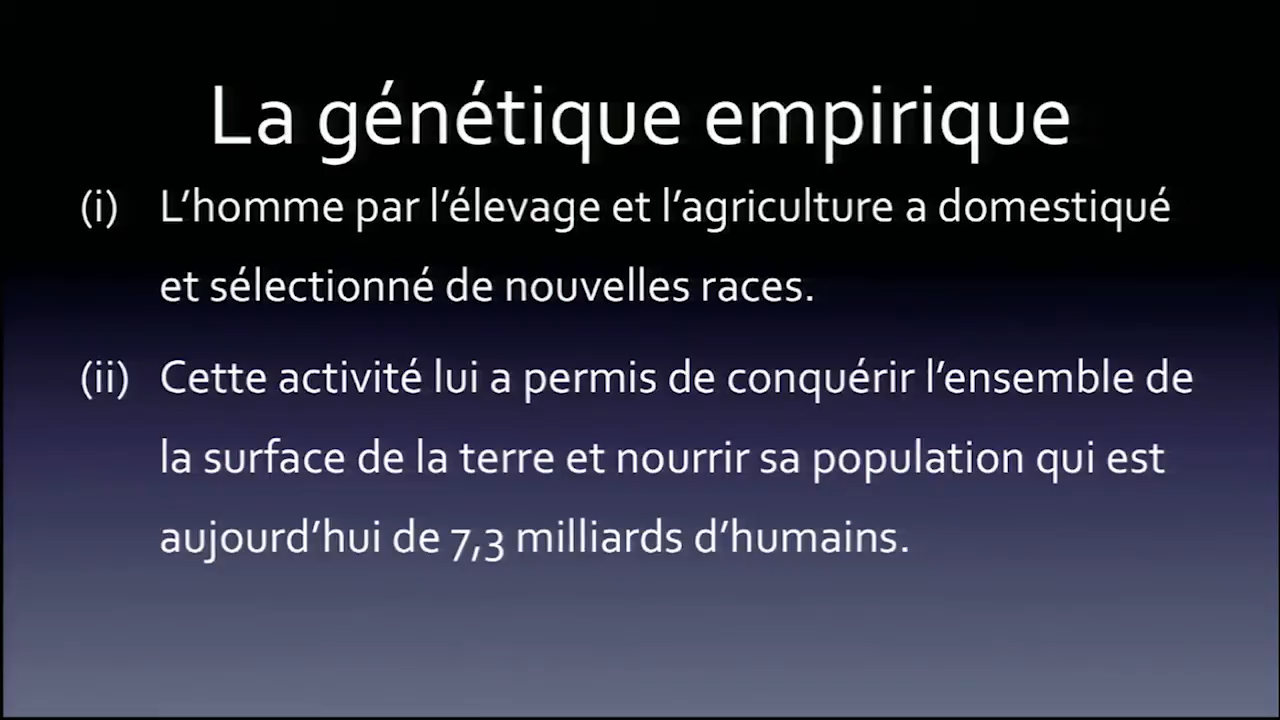 La génétique empirique
(i) L’homme par l’élevage et l’agriculture a domestiqué
et sélectionné de nouvelles races.
(ii) Cette activité lui a permis de conquérir l’ensemble de
la surface de la terre et nourrir sa population qui est
aujourd’hui de 7,3 milliards d’humains.